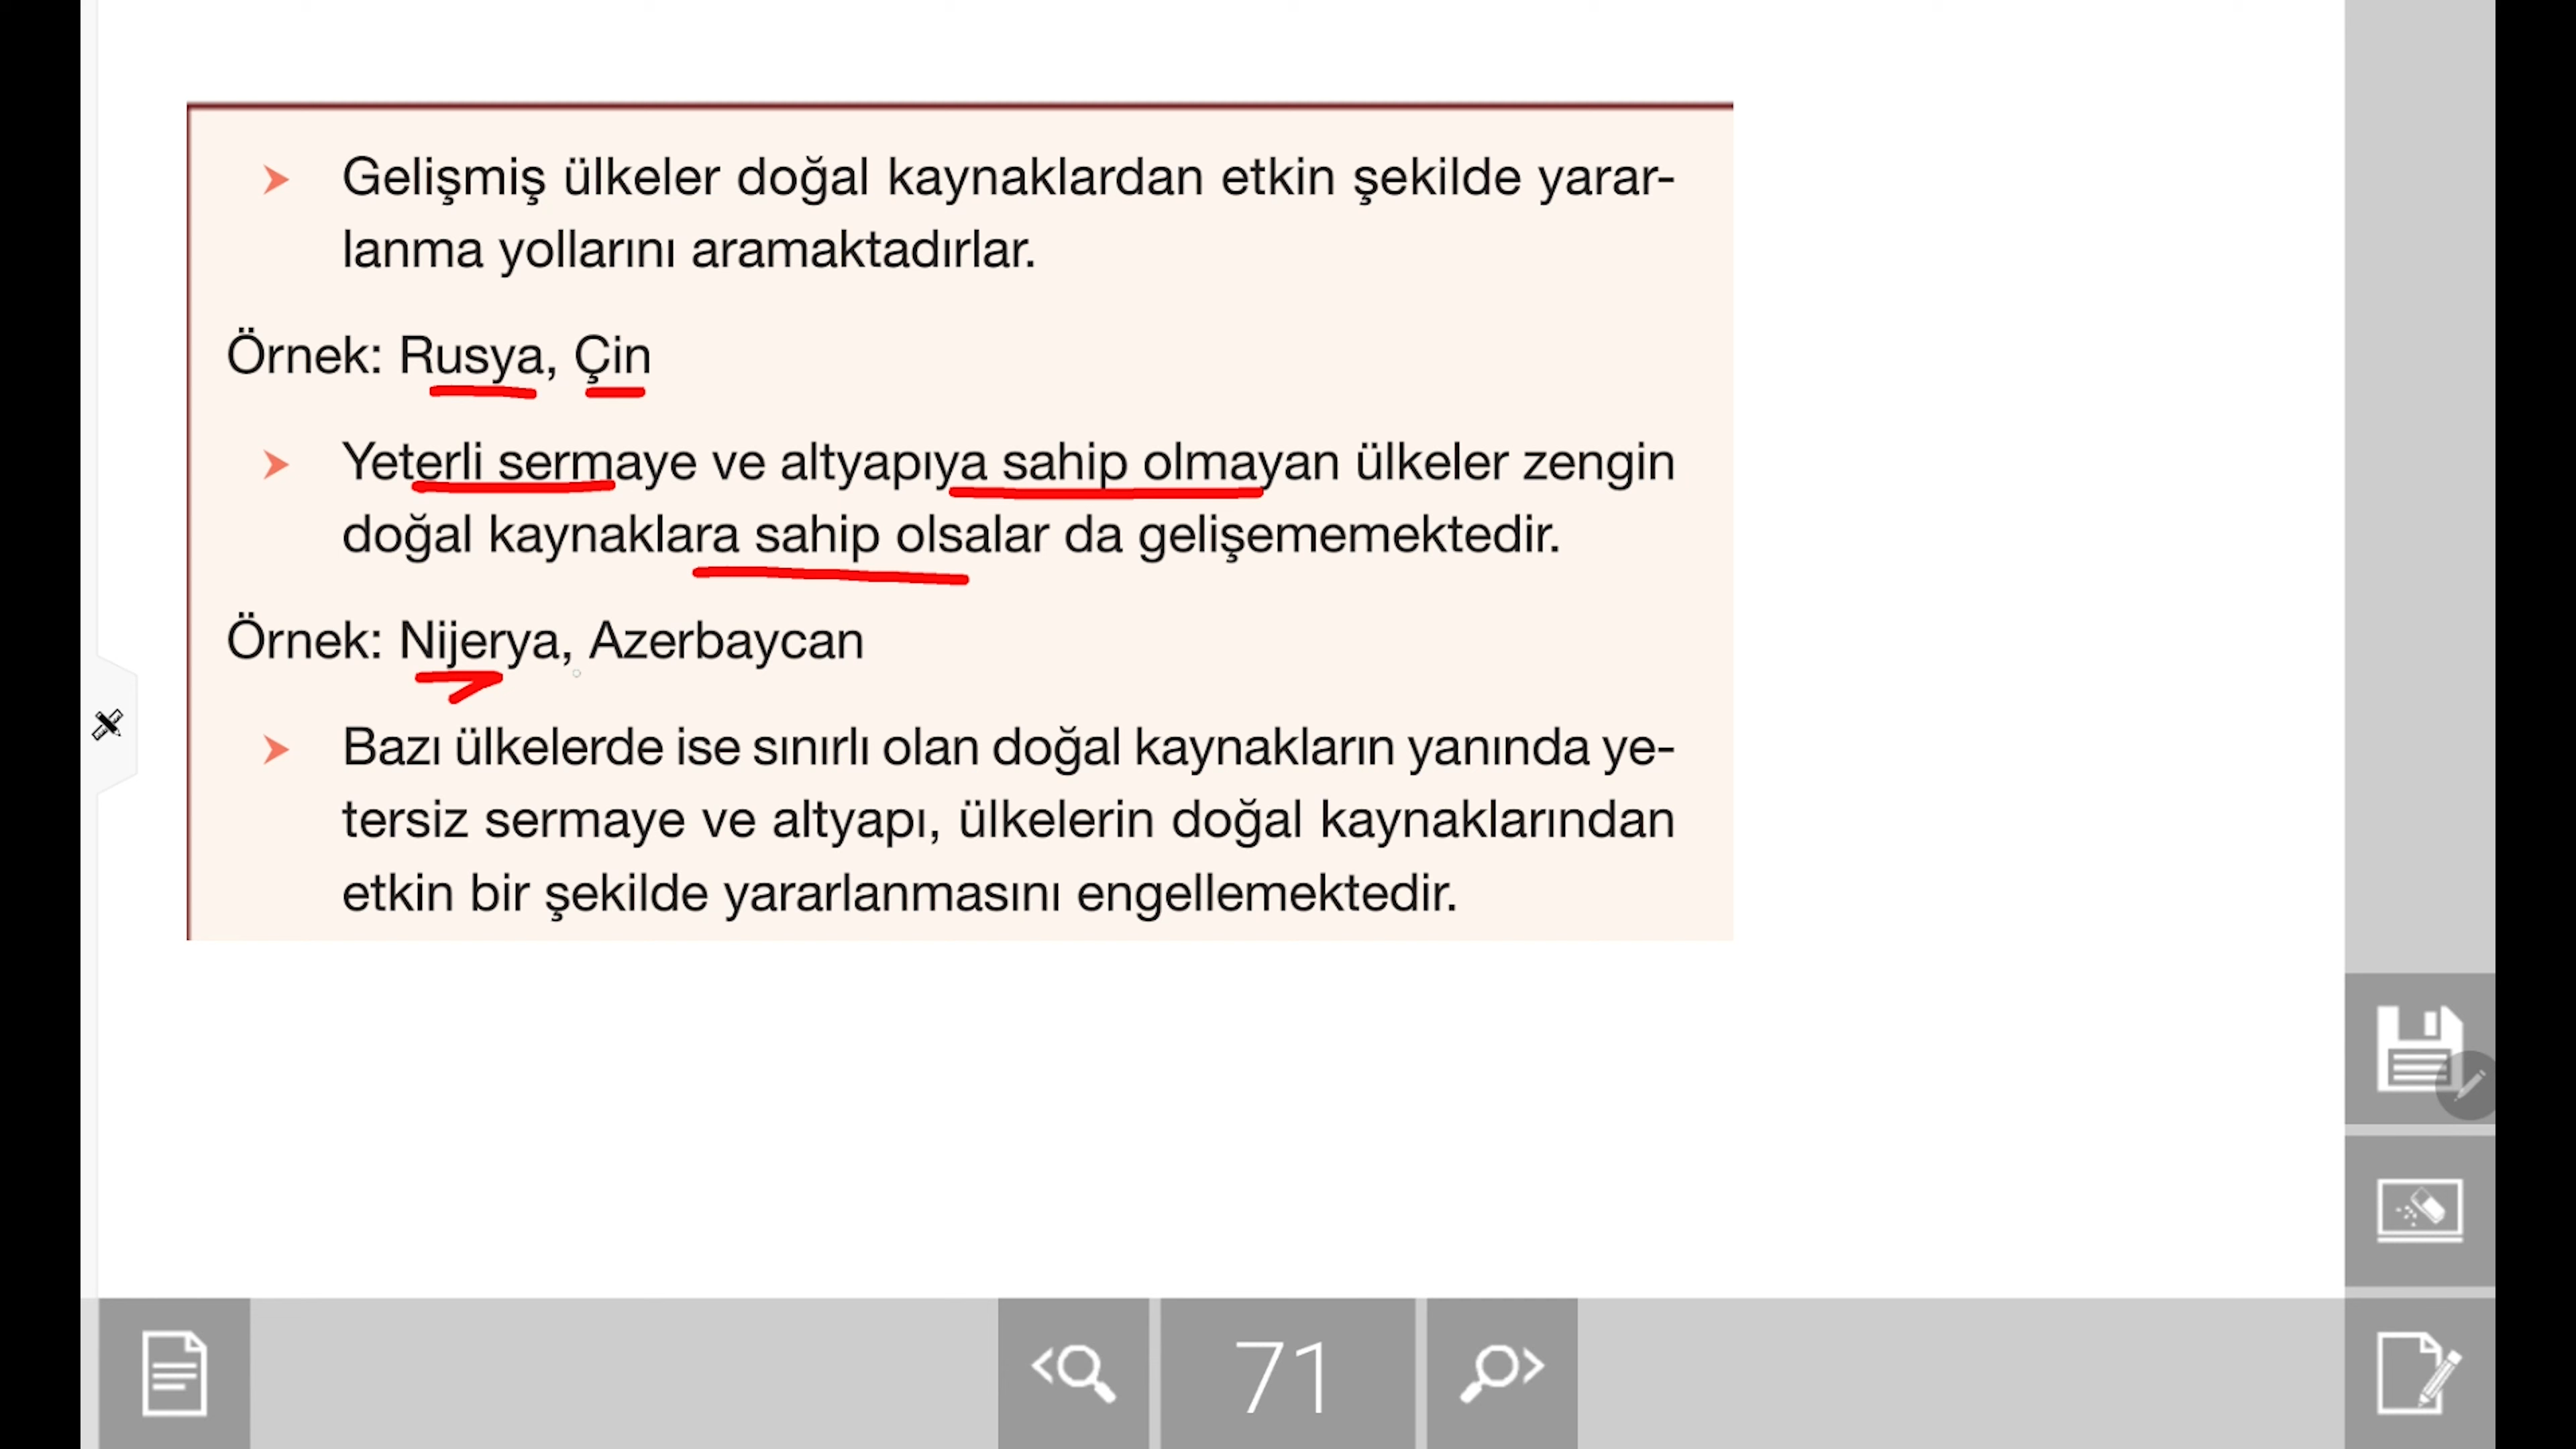 Gelişmiş ülkeler doğal kaynaklardan etkin şekilde yarar-
lanma yollarını aramaktadırlar.
Örnek: Rusya, Çin
Yeterli sermaye ve altyapıya sahip olmayan ülkeler zengin
doğal kaynaklara sahip olsalar da gelişememektedir.
Örnek: Nijerya, Azerbaycan
Bazı ülkelerde ise sınırlı olan doğal kaynakların yanında ye-
tersiz sermaye ve altyapı, ülkelerin doğal kaynaklarından
etkin bir şekilde yararlanmasını engellemektedir.
71